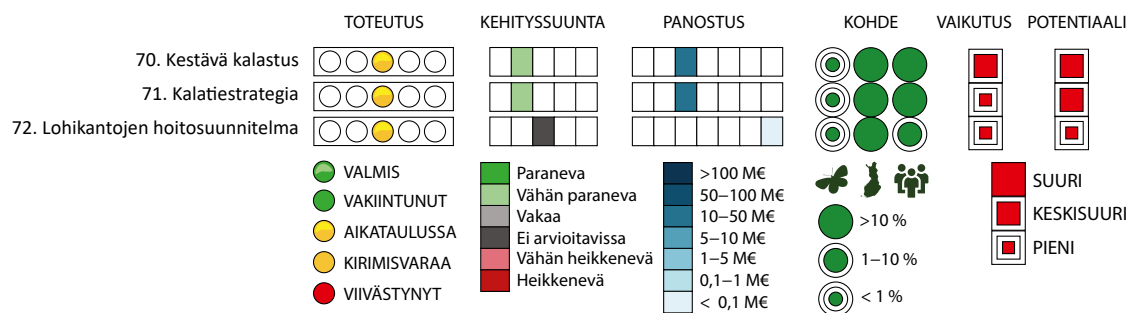 TOTEUTUS KEHITYSSUUNTA PANOSTUS KOHDE VAIKUTUS POTENTIAALI
70. Kestävä kalastus
71. Kalatiestrategia
72. Lohikantojen hoitosuunnitelma
VALMIS
VAKIINTUNUT
AIKATAULUSSA
KIRIMISVARAA
VIIVÄSTYNYT
Paraneva
Vähän paraneva
Vakaa
Ei arvioitavissa
Vähän heikkenevä
Heikkenevä
>100 M€
50–100 M€
10–50 M€
5–10 M€
1–5 M€
0,1–1 M€
< 0,1 M€
>10 %
1–10 %
< 1 %
SUURI
KESKISUURI
PIENI